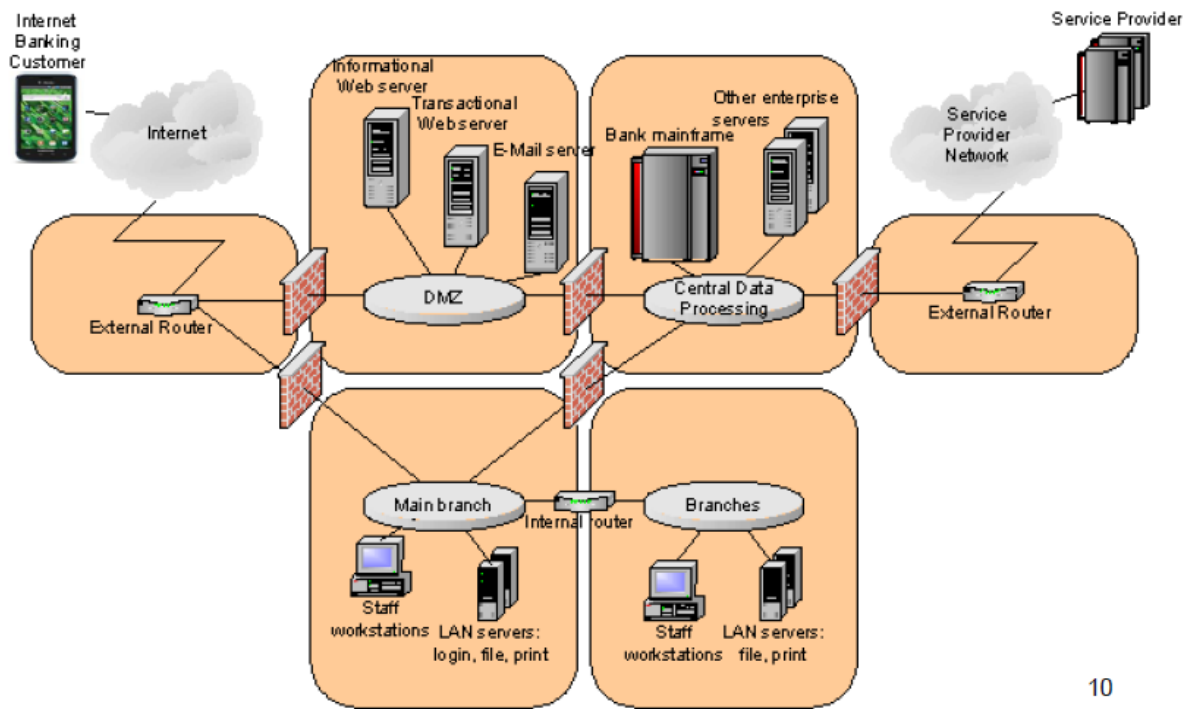 Internet
Banking
Customer
Internet
Informational
Web server
Transactional
Web server
E-Mail server
DMZ
Bank mainframe
Other enterprise
servers
Central Data
Processing
Service Provider
Service
Provider
Network
External Router
External Router
Main branch
Internal router
Branches
Staff
workstations
LAN servers:
login, file, print
Staff
workstations
LAN servers:
file, print
10